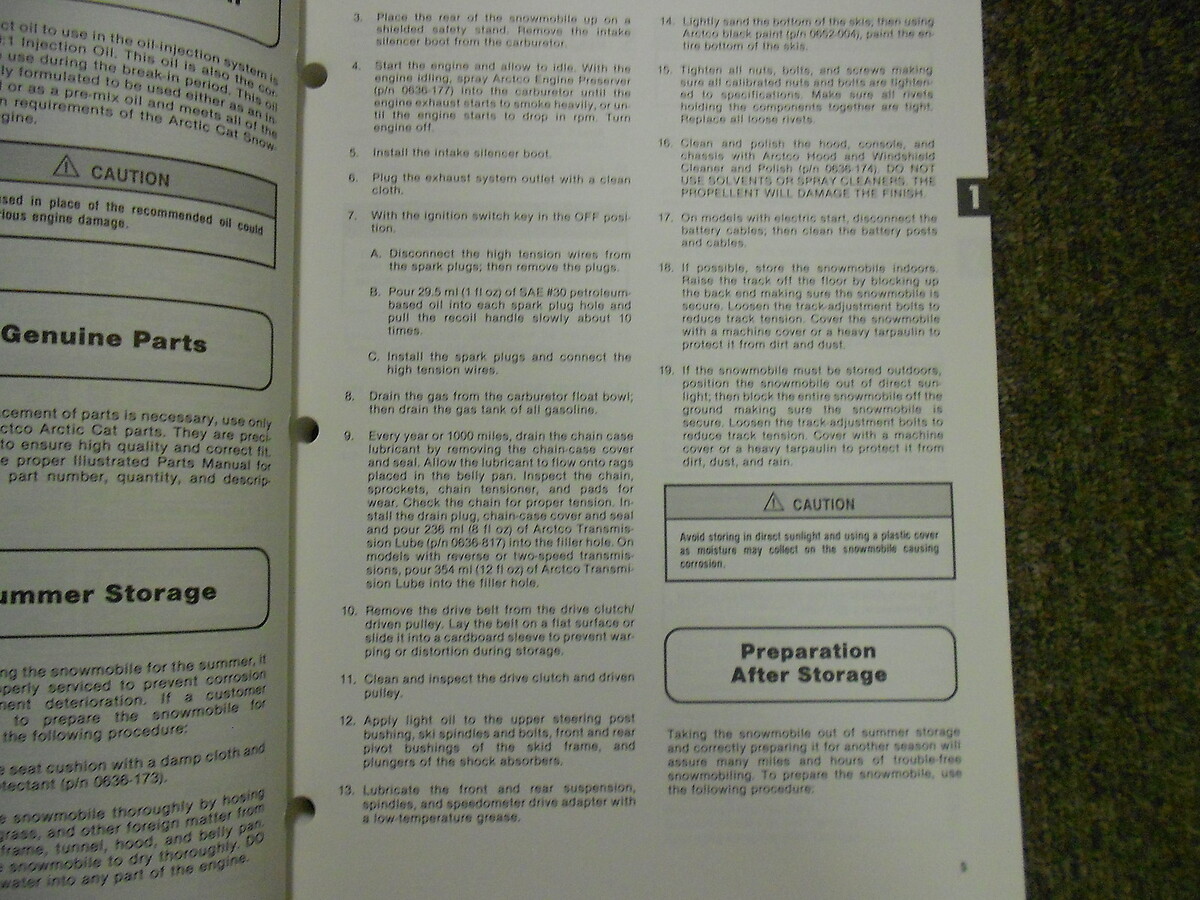 ct oil to use in the oil-injection system is
:1 Injection Oil. This oil is also the cor-
use during the break-in period. This oil
ly formulated to be used either as an in-
l or as a pre-mix oil and meets all of the
n requirements of the Arctic Cat Snow-
gine.
CAUTION
used in place of the recommended oil could
rious engine damage.
Genuine Parts
cement of parts is necessary, use only
ctco Arctic Cat parts. They are preci-
to ensure high quality and correct fit.
e proper Illustrated Parts Manual for
part number, quantity, and descrip-
ummer Storage
ng the snowmobile for the summer, it
operly serviced to prevent corrosion
nent deterioration. If a customer
to prepare the snowmobile for
the following procedure:
e seat cushion with a damp cloth and
otectant (p/n 0636-173).
e snowmobile thoroughly by hosing
grass, and other foreign matter from
frame, tunnel, hood, and belly pan.
e snowmobile to dry thoroughly. DO
water into any part of the engine.
3. Place the rear of the snowmobile up on a
shielded safety stand. Remove the intake
silencer boot from the carburetor.
4. Start the engine and allow to idle. With the
engine idling, spray Arctco Engine Preserver
(p/n 0636-177) into the carburetor until the
engine exhaust starts to smoke heavily, or un-
til the engine starts to drop in rpm. Turn
engine off.
5. Install the intake silencer boot.
6. Plug the exhaust system outlet with a clean
cloth.
7. With the ignition switch key in the OFF posi-
tion.
A. Disconnect the high tension wires from
the spark plugs; then remove the plugs.
B. Pour 29.5 ml (1 fl oz) of SAE #30 petroleum-
based oil into each spark plug hole and
pull the recoil handle slowly about 10
times.
C. Install the spark plugs and connect the
high tension wires.
8. Drain the gas from the carburetor float bowl;
then drain the gas tank of all gasoline.
9. Every year or 1000 miles, drain the chain case
lubricant by removing the chain-case cover
and seal. Allow the lubricant to flow onto rags
placed in the belly pan. Inspect the chain,
sprockets, chain tensioner, and pads for
wear. Check the chain for proper tension. In-
stall the drain plug, chain-case cover and seal
and pour 236 ml (8 fl oz) of Arctco Transmis-
sion Lube (p/n 0636-817) into the filler hole. On
models with reverse or two-speed transmis-
sions, pour 354 ml (12 fl oz) of Arctco Transmi-
sion Lube into the filler hole.
10. Remove the drive belt from the drive clutch/
driven pulley. Lay the belt on a flat surface or
slide it into a cardboard sleeve to prevent war-
ping or distortion during storage.
11. Clean and inspect the drive clutch and driven
pulley.
12. Apply light oil to the upper steering post
bushing, ski spindles and bolts, front and rear
pivot bushings of the skid frame, and
plungers of the shock absorbers.
13. Lubricate the front and rear suspension,
spindles, and speedometer drive adapter with
a low-temperature grease.
14. Lightly sand the bottom of the skis; then using
Arctco black paint (p/n 0652-004), paint the en-
tire bottom of the skis.
15. Tighten all nuts, bolts, and screws making
sure all calibrated nuts and bolts are tighten-
ed to specifications. Make sure all rivets
holding the components together are tight.
Replace all loose rivets.
16. Clean and polish the hood, console, and
chassis with Arctco Hood and Windshield
Cleaner and Polish (p/n 0636-174). DO NOT
USE SOLVENTS OR SPRAY CLEANERS. THE
PROPELLENT WILL DAMAGE THE FINISH.
17. On models with electric start, disconnect the
battery cables; then clean the battery posts
and cables.
18. If possible, store the snowmobile indoors.
Raise the track off the floor by blocking up
the back end making sure the snowmobile is
secure. Loosen the track-adjustment bolts to
reduce track tension. Cover the snowmobile
with a machine cover or a heavy tarpaulin to
protect it from dirt and dust.
19. If the snowmobile must be stored outdoors,
position the snowmobile out of direct sun-
light; then block the entire snowmobile off the
ground making sure the snowmobile is
secure. Loosen the track-adjustment bolts to
reduce track tension. Cover with a machine
cover or a heavy tarpaulin to protect it from
dirt, dust, and rain.
CAUTION
Avoid storing in direct sunlight and using a plastic cover
as moisture may collect on the snowmobile causing
corrosion.
Preparation
After Storage
Taking the snowmobile out of summer storage
and correctly preparing it for another season will
assure many miles and hours of trouble-free
snowmobiling. To prepare the snowmobile, use
the following procedure:
1
5